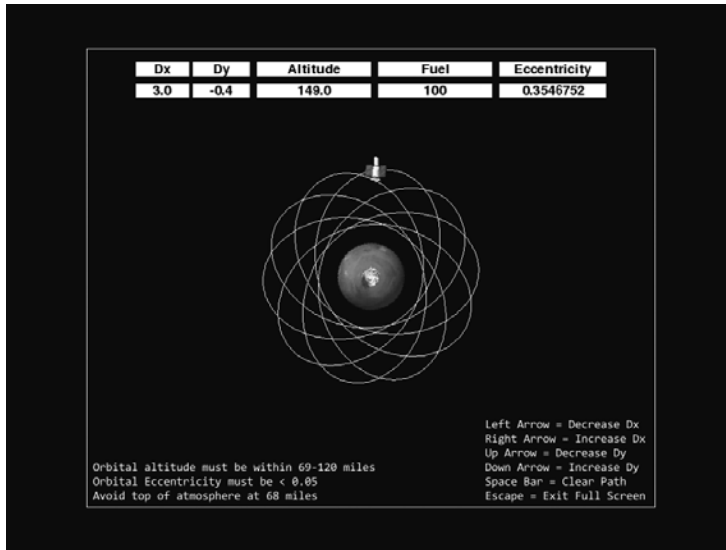 Dx Dy Altitude Fuel Eccentricity
3.0 -0.4 149.0 100 0.3546752
Left Arrow = Decrease Dx
Right Arrow = Increase Dx
Up Arrow = Decrease Dy
Down Arrow = Increase Dy
Space Bar = Clear Path
Escape = Exit Full Screen
Orbital altitude must be within 69-120 miles
Orbital Eccentricity must be < 0.05
Avoid top of atmosphere at 68 miles